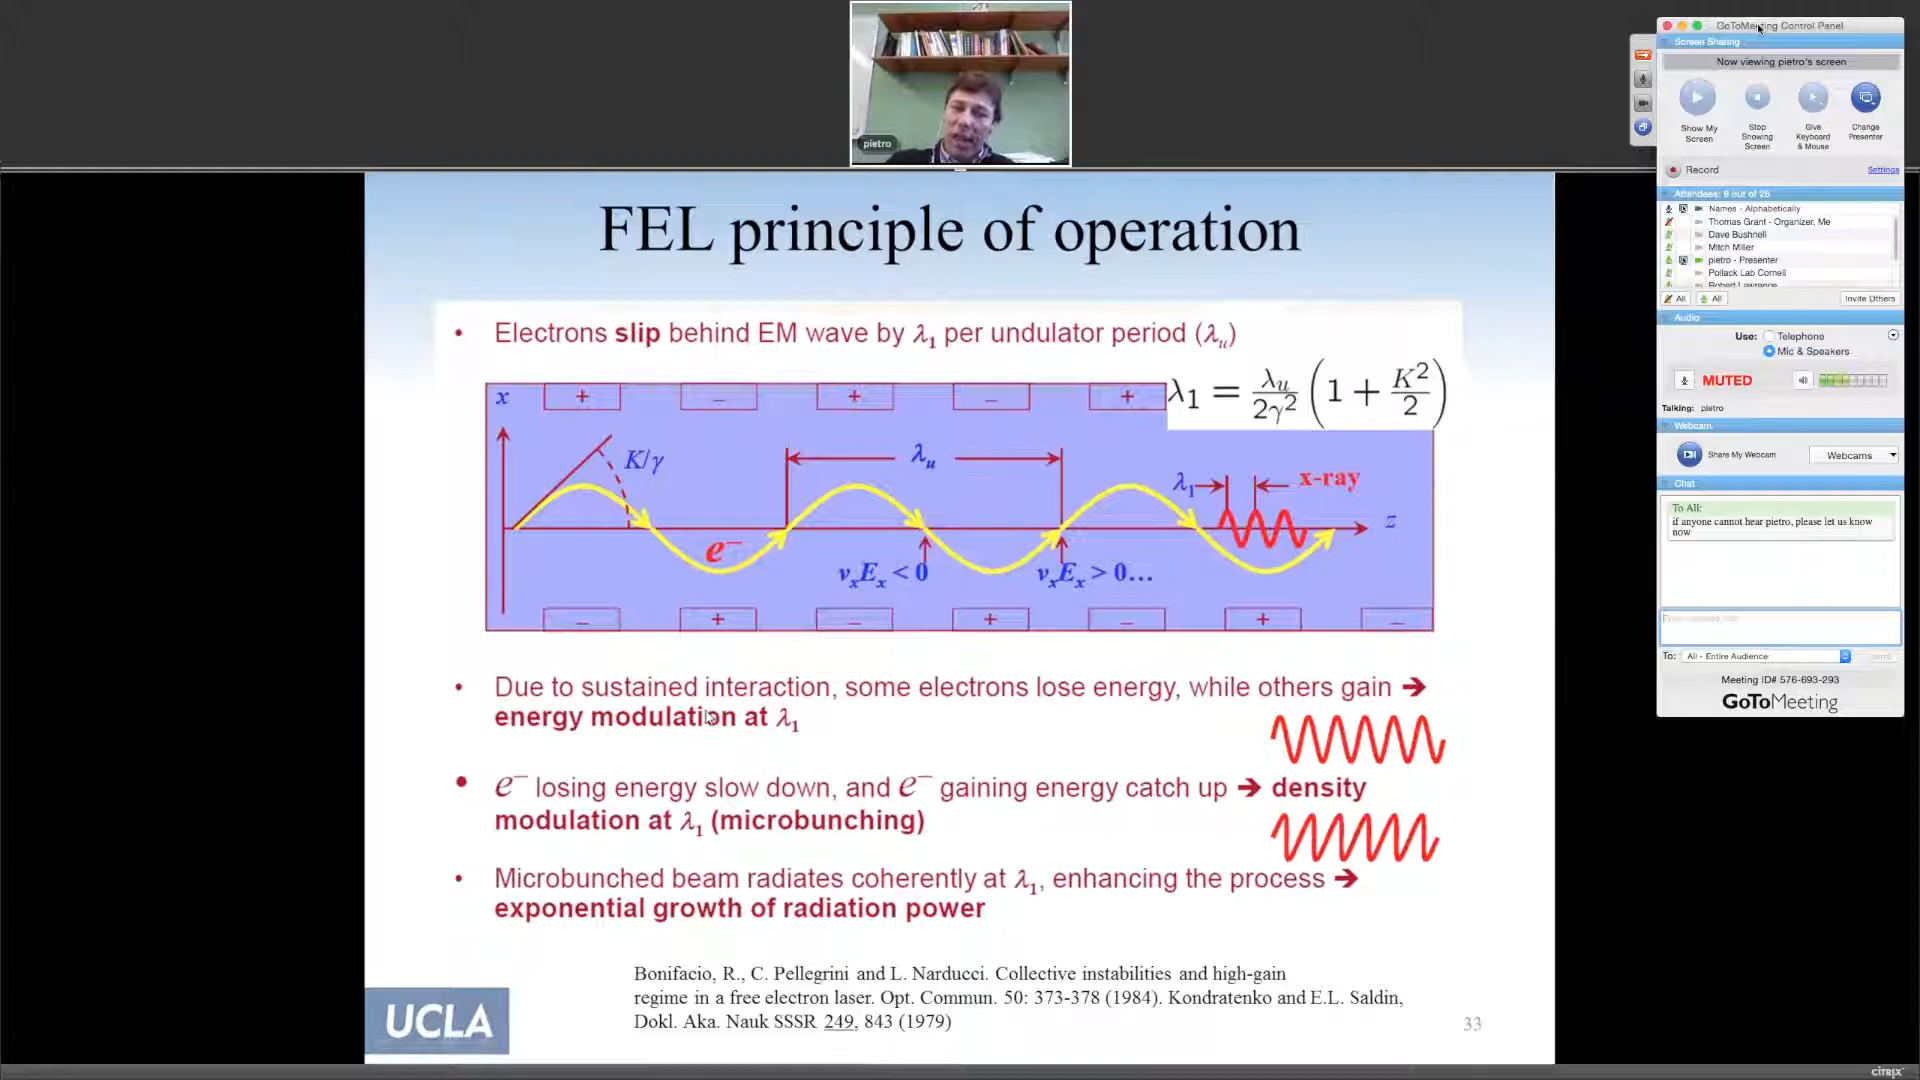 pietro
FEL principle of operation
• Electrons slip behind EM wave by λ₁ per undulator period (λᵤ)
λ₁ = λᵤ / 2γ² (1 + K² / 2)
x
+ – + – +
K/γ
λᵤ
λ₁
x-ray
e⁻
z
vₓEₓ < 0
vₓEₓ > 0...
– + – + – + –
• Due to sustained interaction, some electrons lose energy, while others gain ➔
energy modulation at λ₁
• e⁻ losing energy slow down, and e⁻ gaining energy catch up ➔ density
modulation at λ₁ (microbunching)
• Microbunched beam radiates coherently at λ₁, enhancing the process ➔
exponential growth of radiation power
Bonifacio, R., C. Pellegrini and L. Narducci. Collective instabilities and high-gain
regime in a free electron laser. Opt. Commun. 50: 373-378 (1984). Kondratenko and E.L. Saldin,
Dokl. Aka. Nauk SSSR 249, 843 (1979)
UCLA
33
GoToMeeting Control Panel
Screen Sharing
Now viewing pietro's screen
Show My
Screen
Stop
Showing
Screen
Give
Keyboard
& Mouse
Change
Presenter
Record
Settings
Attendees: 9 out of 26
Names - Alphabetically
Thomas Grant - Organizer, Me
Dave Bushnell
Mitch Miller
pietro - Presenter
Pollack Lab Cornell
Robert Lawrence
All
All
Invite Others
Audio
Use: Telephone
Mic & Speakers
MUTED
Talking: pietro
Webcam
Share My Webcam
Webcams
Chat
To All:
if anyone cannot hear pietro, please let us know
now
To: All - Entire Audience
Meeting ID# 576-693-293
GoToMeeting
citrix